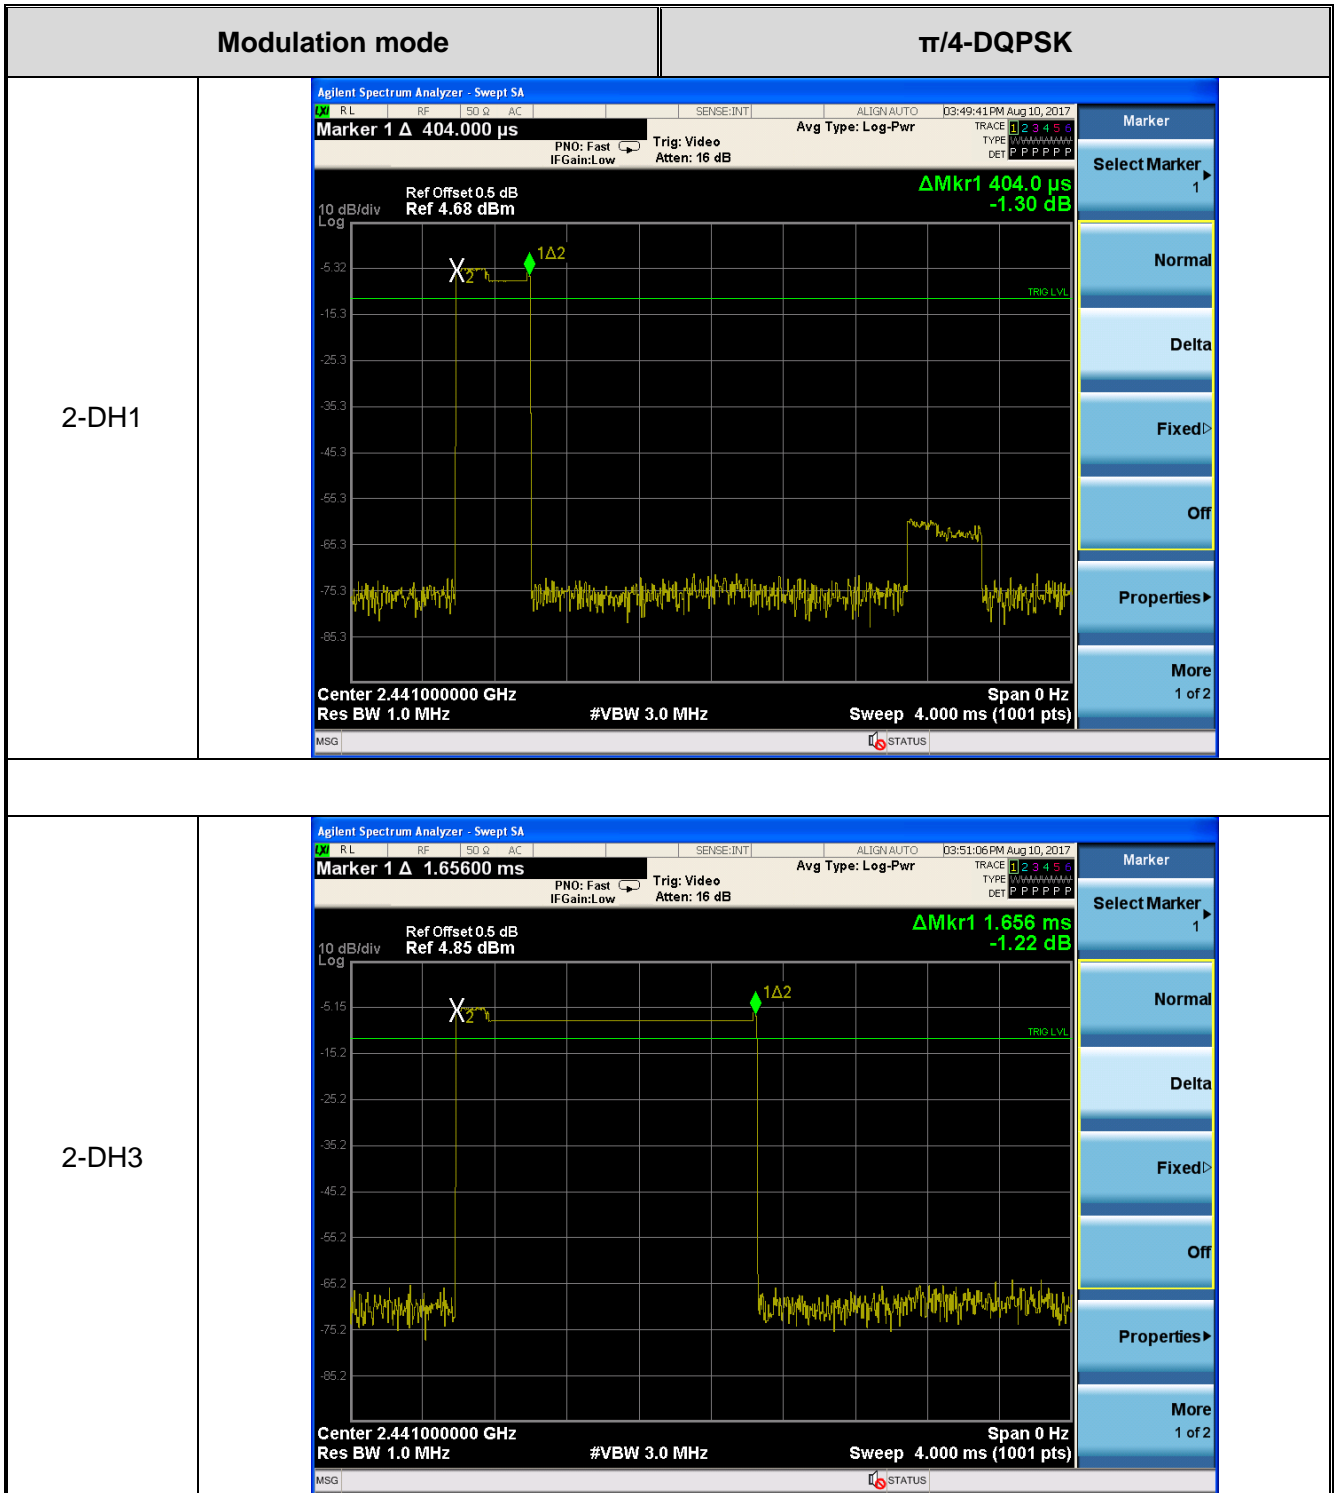 Modulation mode
π/4-DQPSK
2-DH1
Agilent Spectrum Analyzer - Swept SA
LXI RL RF 50 Ω AC SENSE:INT ALIGN AUTO 03:49:41 PM Aug 10, 2017
Marker 1 Δ 404.000 µs
PNO: Fast
IFGain:Low
Trig: Video
Atten: 16 dB
Avg Type: Log-Pwr
TRACE 1 2 3 4 5 6
TYPE
DET P P P P P P
ΔMkr1 404.0 µs
-1.30 dB
Ref Offset 0.5 dB
10 dB/div Ref 4.68 dBm
Log
X2
1Δ2
TRIG LVL
-5.32
-15.3
-25.3
-35.3
-45.3
-55.3
-65.3
-75.3
-85.3
Center 2.441000000 GHz Span 0 Hz
Res BW 1.0 MHz #VBW 3.0 MHz Sweep 4.000 ms (1001 pts)
MSG STATUS
Marker
Select Marker
1
Normal
Delta
Fixed
Off
Properties
More
1 of 2
2-DH3
Agilent Spectrum Analyzer - Swept SA
LXI RL RF 50 Ω AC SENSE:INT ALIGN AUTO 03:51:06 PM Aug 10, 2017
Marker 1 Δ 1.65600 ms
PNO: Fast
IFGain:Low
Trig: Video
Atten: 16 dB
Avg Type: Log-Pwr
TRACE 1 2 3 4 5 6
TYPE
DET P P P P P P
ΔMkr1 1.656 ms
-1.22 dB
Ref Offset 0.5 dB
10 dB/div Ref 4.85 dBm
Log
X2
1Δ2
TRIG LVL
-5.15
-15.2
-25.2
-35.2
-45.2
-55.2
-65.2
-75.2
-85.2
Center 2.441000000 GHz Span 0 Hz
Res BW 1.0 MHz #VBW 3.0 MHz Sweep 4.000 ms (1001 pts)
MSG STATUS
Marker
Select Marker
1
Normal
Delta
Fixed
Off
Properties
More
1 of 2